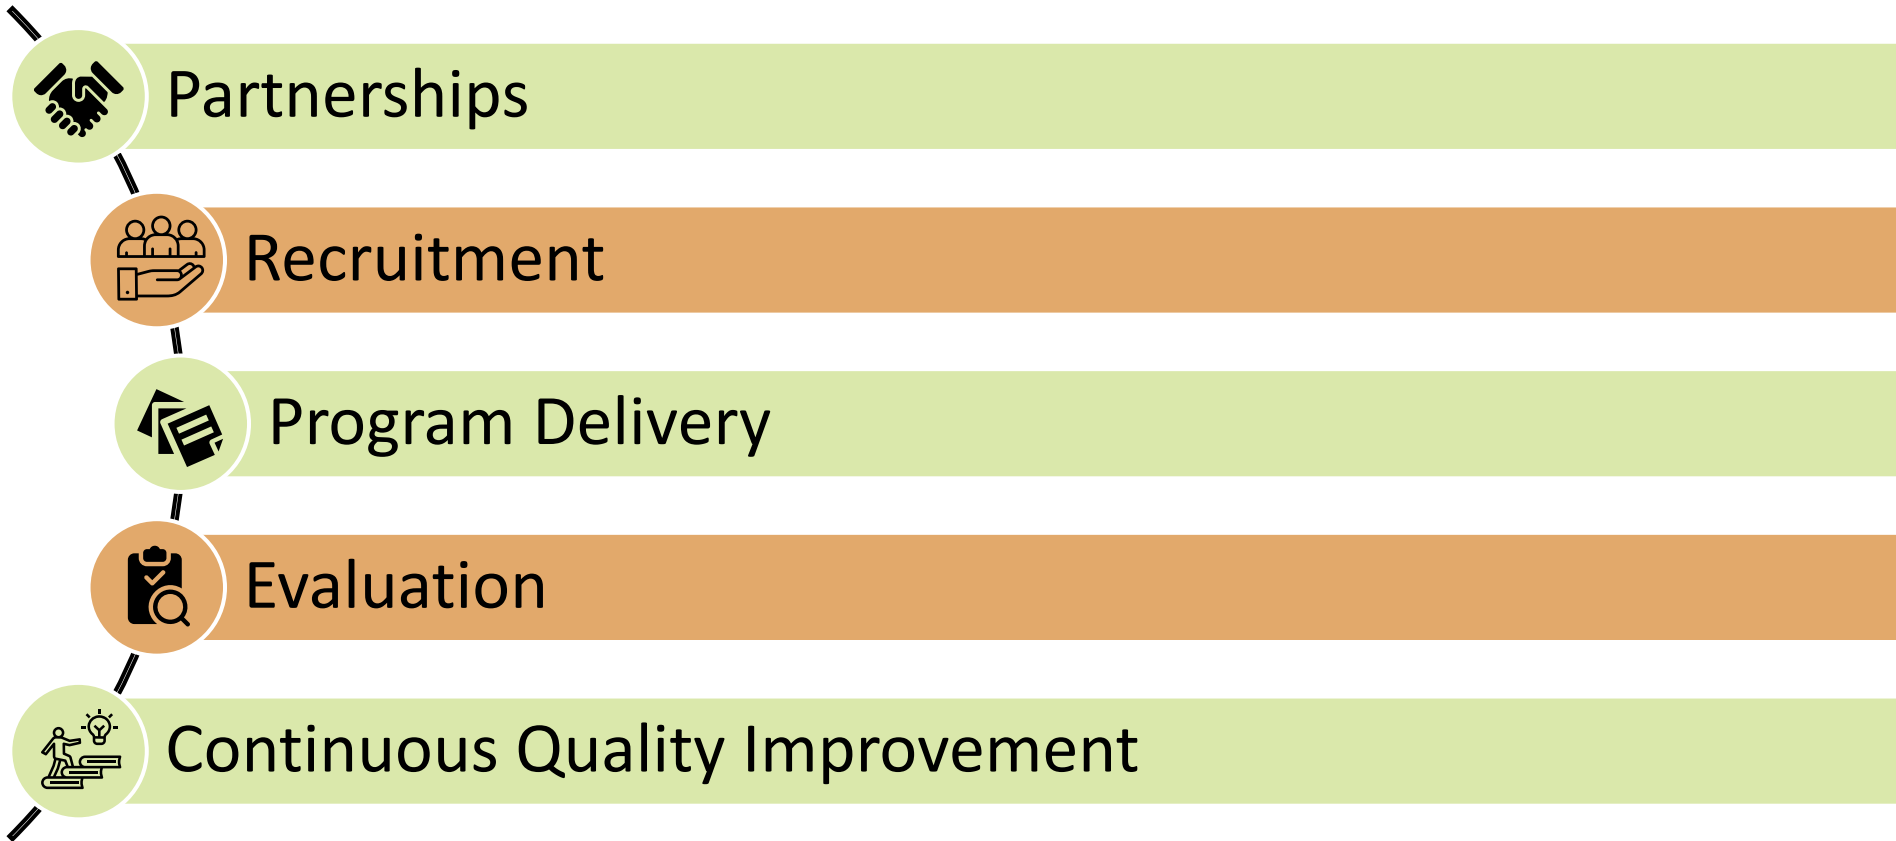 Partnerships
Recruitment
Program Delivery
Evaluation
Continuous Quality Improvement